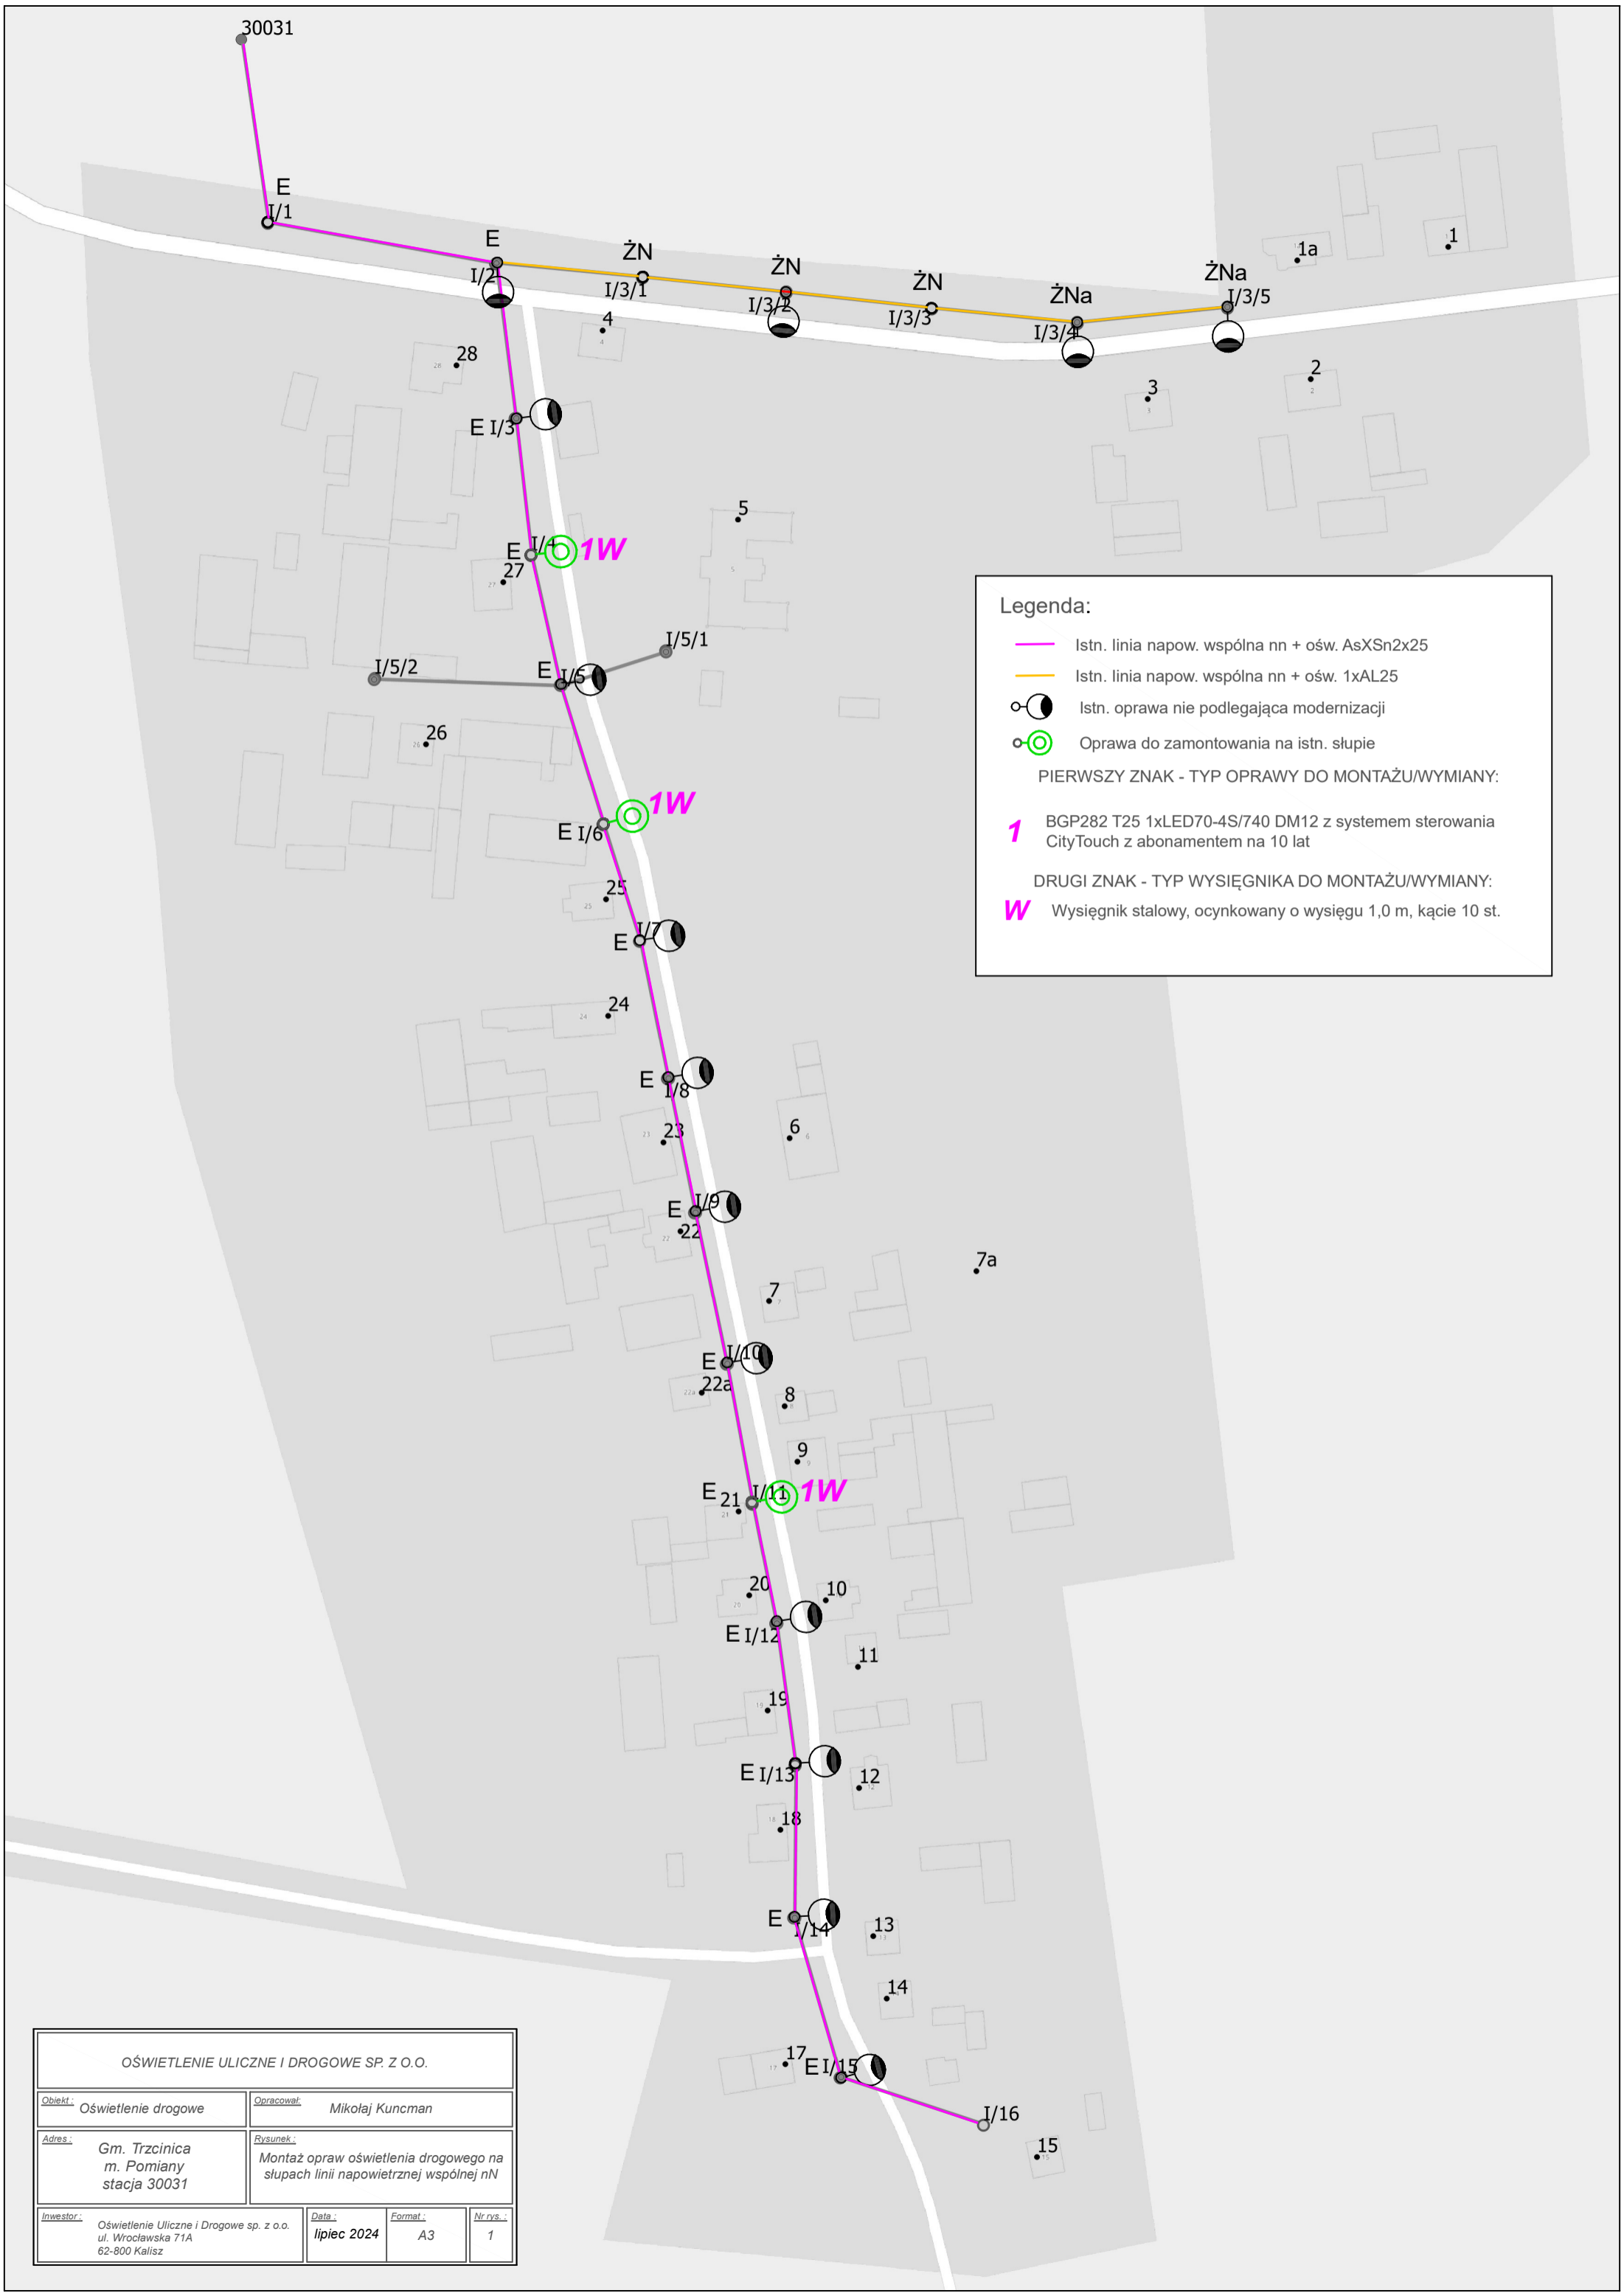 30031
E
I/1
E
I/2
ŻN
I/3/1
ŻN
I/3/2
ŻN
I/3/3
ŻNa
I/3/4
ŻNa
I/3/5
1a
1
4
28
3
2
E I/3
5
E I/4 1W
27
I/5/1
I/5/2
E I/5
26
1W
E I/6
25
I/7
E
24
E
I/8
23
6
E I/9
22
7a
7
E I/10
22a
8
9
E 21 I/11 1W
20
10
E I/12
11
19
E I/13
12
18
E
I/14
13
14
17
E I/15
I/16
15
Legenda:
Istn. linia napow. wspólna nn + ośw. AsXSn2x25
Istn. linia napow. wspólna nn + ośw. 1xAL25
Istn. oprawa nie podlegająca modernizacji
Oprawa do zamontowania na istn. słupie
PIERWSZY ZNAK - TYP OPRAWY DO MONTAŻU/WYMIANY:
1 BGP282 T25 1xLED70-4S/740 DM12 z systemem sterowania
CityTouch z abonamentem na 10 lat
DRUGI ZNAK - TYP WYSIĘGNIKA DO MONTAŻU/WYMIANY:
W Wysięgnik stalowy, ocynkowany o wysięgu 1,0 m, kącie 10 st.
OŚWIETLENIE ULICZNE I DROGOWE SP. Z O.O.
Obiekt : Oświetlenie drogowe
Opracował: Mikołaj Kuncman
Adres :
Gm. Trzcinica
m. Pomiany
stacja 30031
Rysunek :
Montaż opraw oświetlenia drogowego na
słupach linii napowietrznej wspólnej nN
Inwestor :
Oświetlenie Uliczne i Drogowe sp. z o.o.
ul. Wrocławska 71A
62-800 Kalisz
Data :
lipiec 2024
Format :
A3
Nr rys. :
1